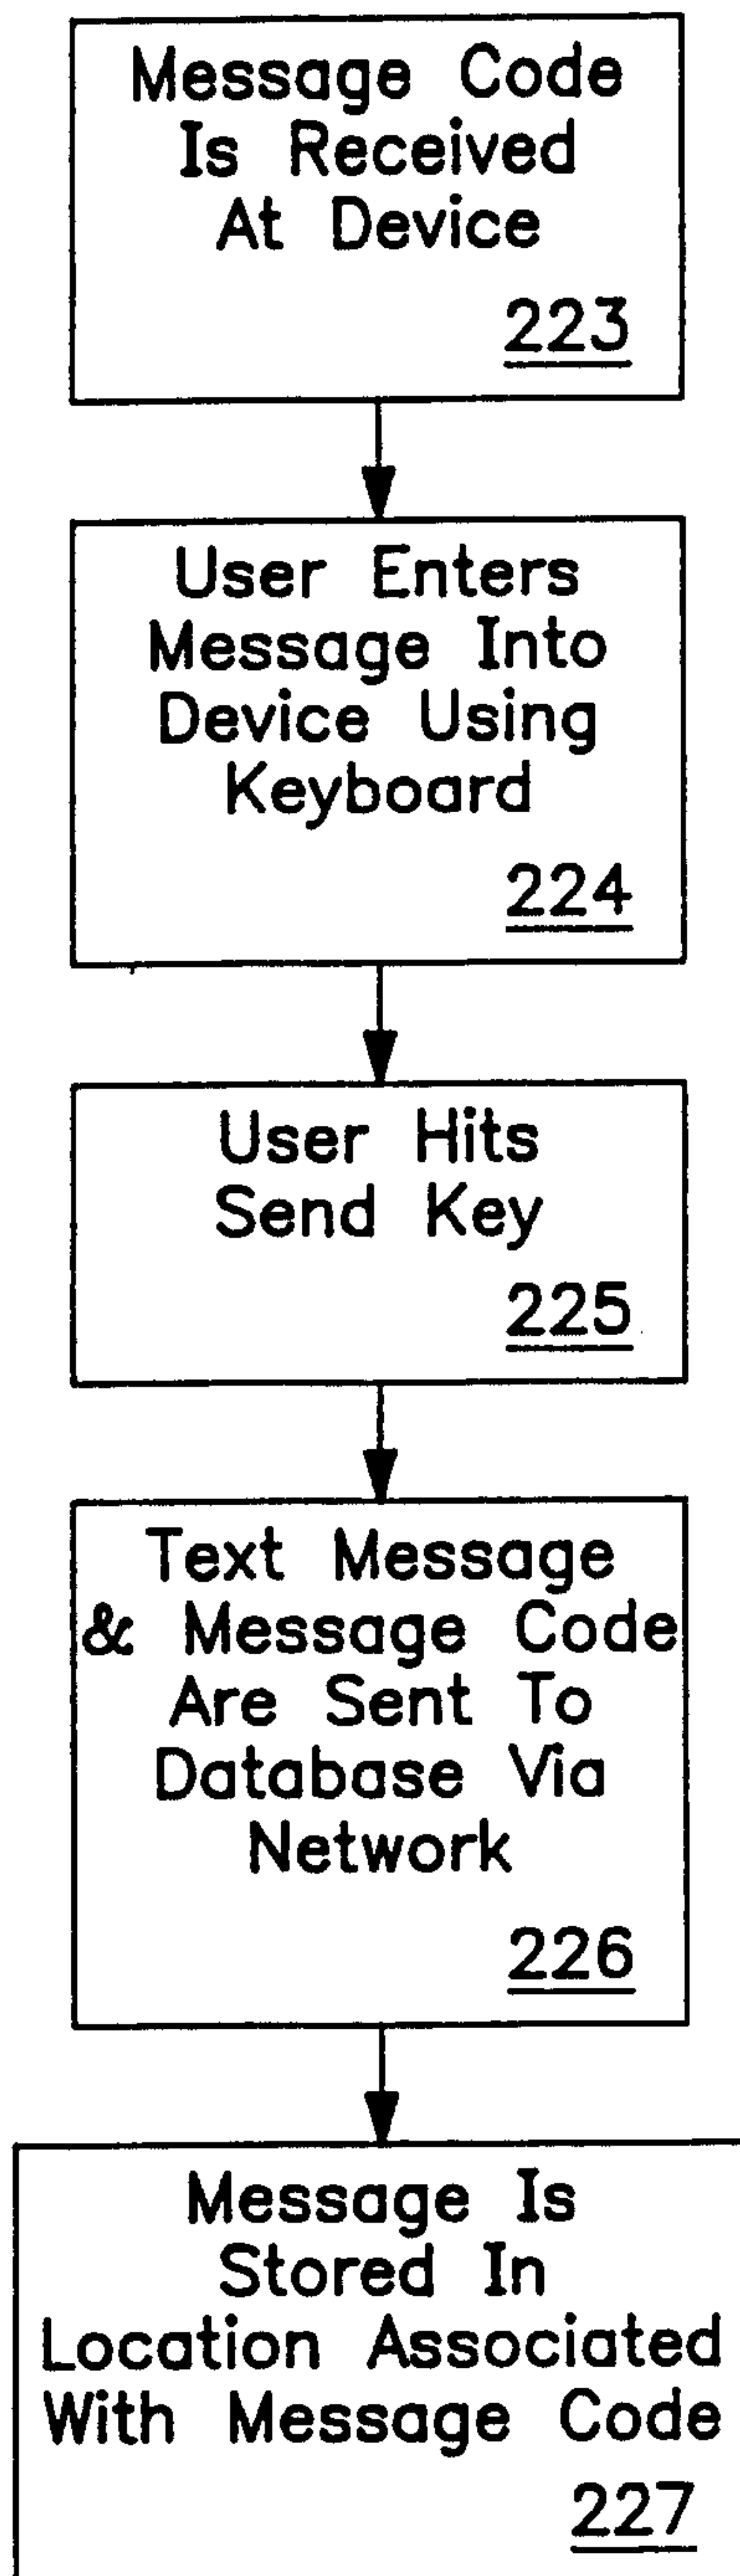 Message Code
Is Received
At Device
223
User Enters
Message Into
Device Using
Keyboard
224
User Hits
Send Key
225
Text Message
& Message Code
Are Sent To
Database Via
Network
226
Message Is
Stored In
Location Associated
With Message Code
227